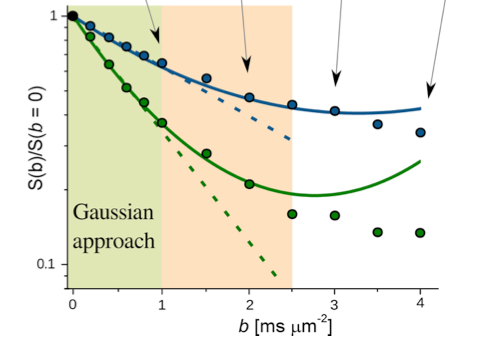 1
S(b)/S(b = 0)
Gaussian
approach
0.1
0 1 2 3 4
b [ms μm⁻²]